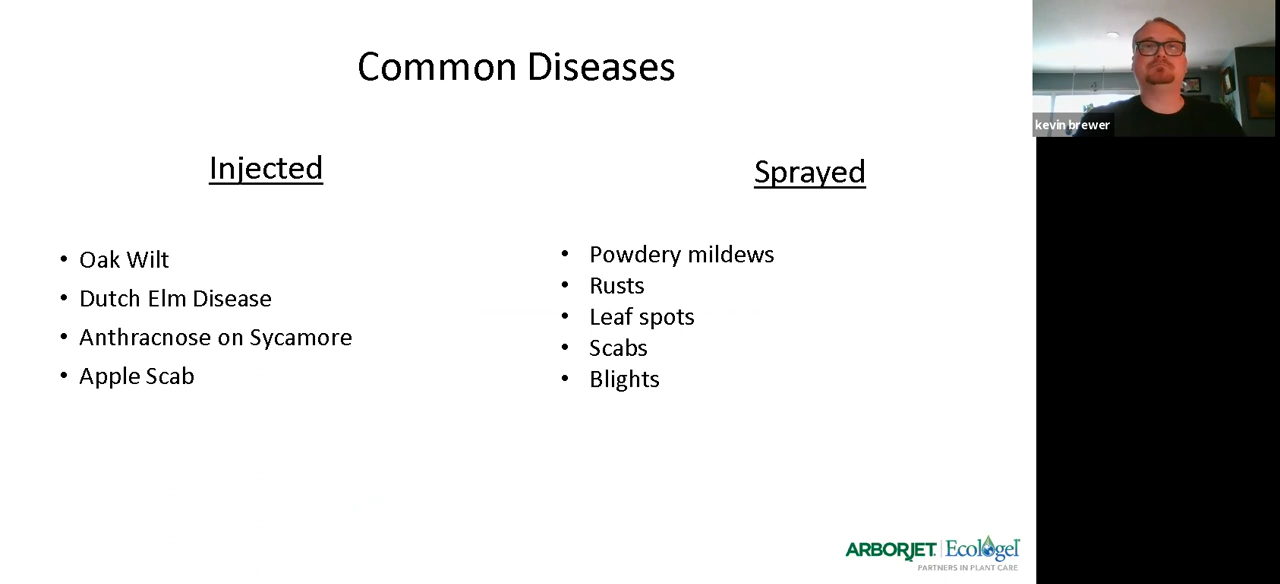 Common Diseases
Injected
Oak Wilt
Dutch Elm Disease
Anthracnose on Sycamore
Apple Scab
Sprayed
Powdery mildews
Rusts
Leaf spots
Scabs
Blights
ARBORJET | Ecologel
PARTNERS IN PLANT CARE
kevin brewer